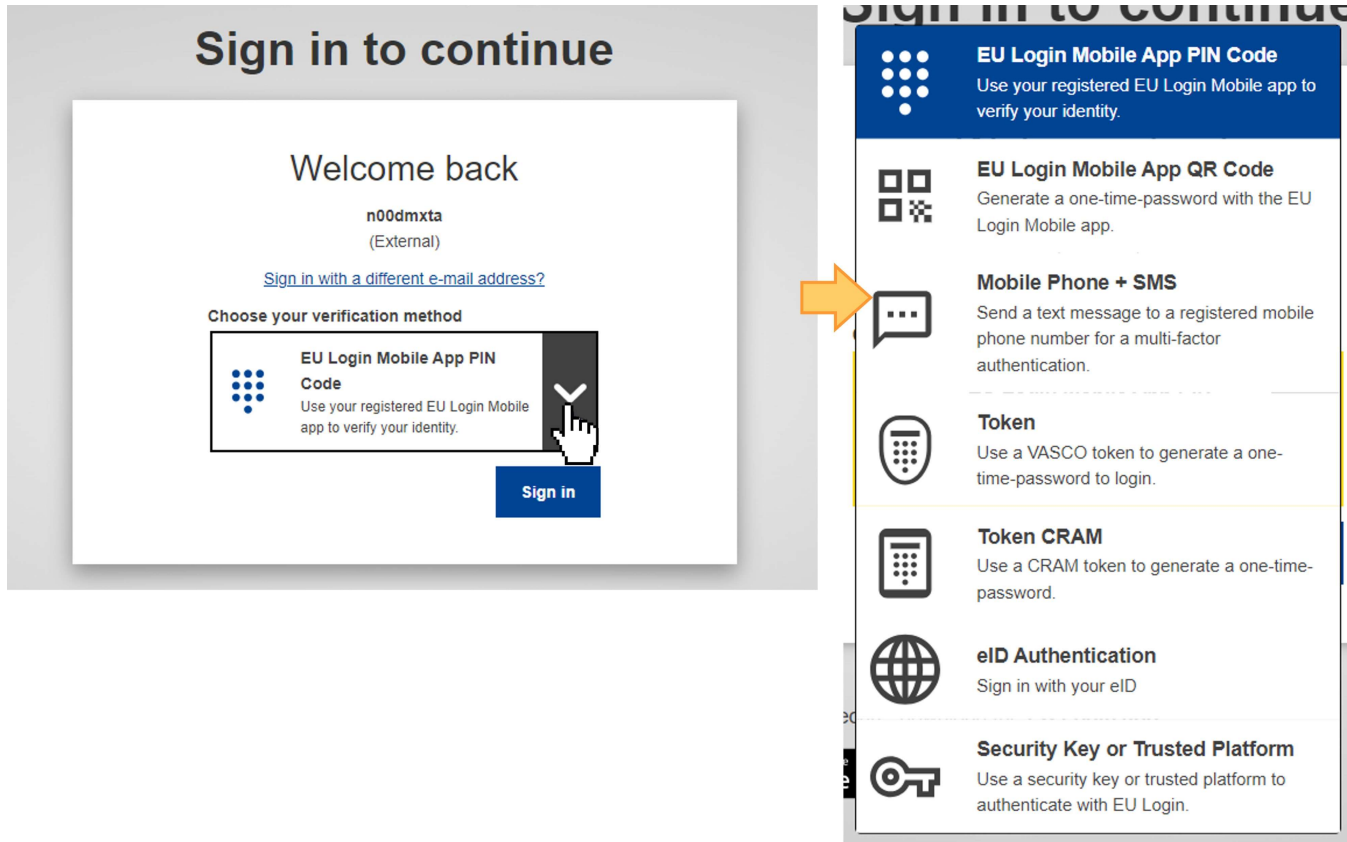 Sign in to continue
Welcome back
n00dmxta
(External)
Sign in with a different e-mail address?
Choose your verification method
EU Login Mobile App PIN
Code
Use your registered EU Login Mobile
app to verify your identity.
Sign in
Sign in to continue
EU Login Mobile App PIN Code
Use your registered EU Login Mobile app to
verify your identity.
EU Login Mobile App QR Code
Generate a one-time-password with the EU
Login Mobile app.
Mobile Phone + SMS
Send a text message to a registered mobile
phone number for a multi-factor
authentication.
Token
Use a VASCO token to generate a one-
time-password to login.
Token CRAM
Use a CRAM token to generate a one-time-
password.
eID Authentication
Sign in with your eID
Security Key or Trusted Platform
Use a security key or trusted platform to
authenticate with EU Login.